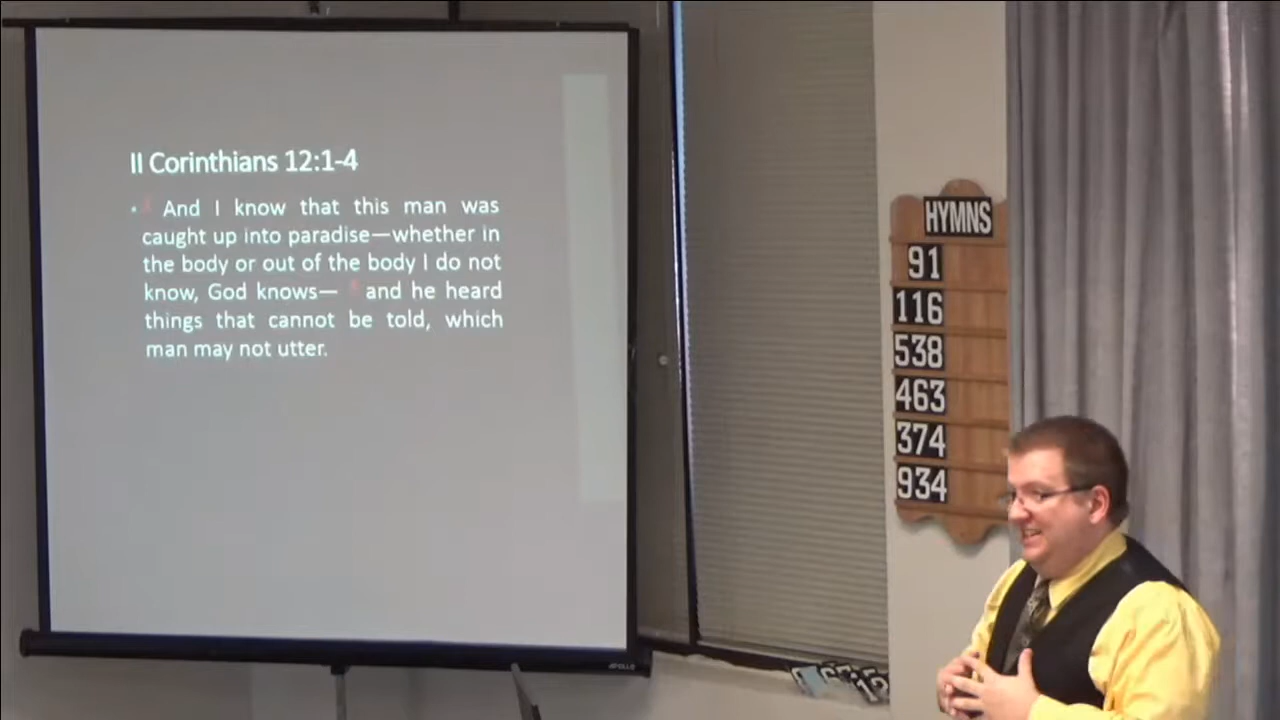 II Corinthians 12:1-4
• And I know that this man was
caught up into paradise—whether in
the body or out of the body I do not
know, God knows— and he heard
things that cannot be told, which
man may not utter.
HYMNS
91
116
538
463
374
934
APOLLO